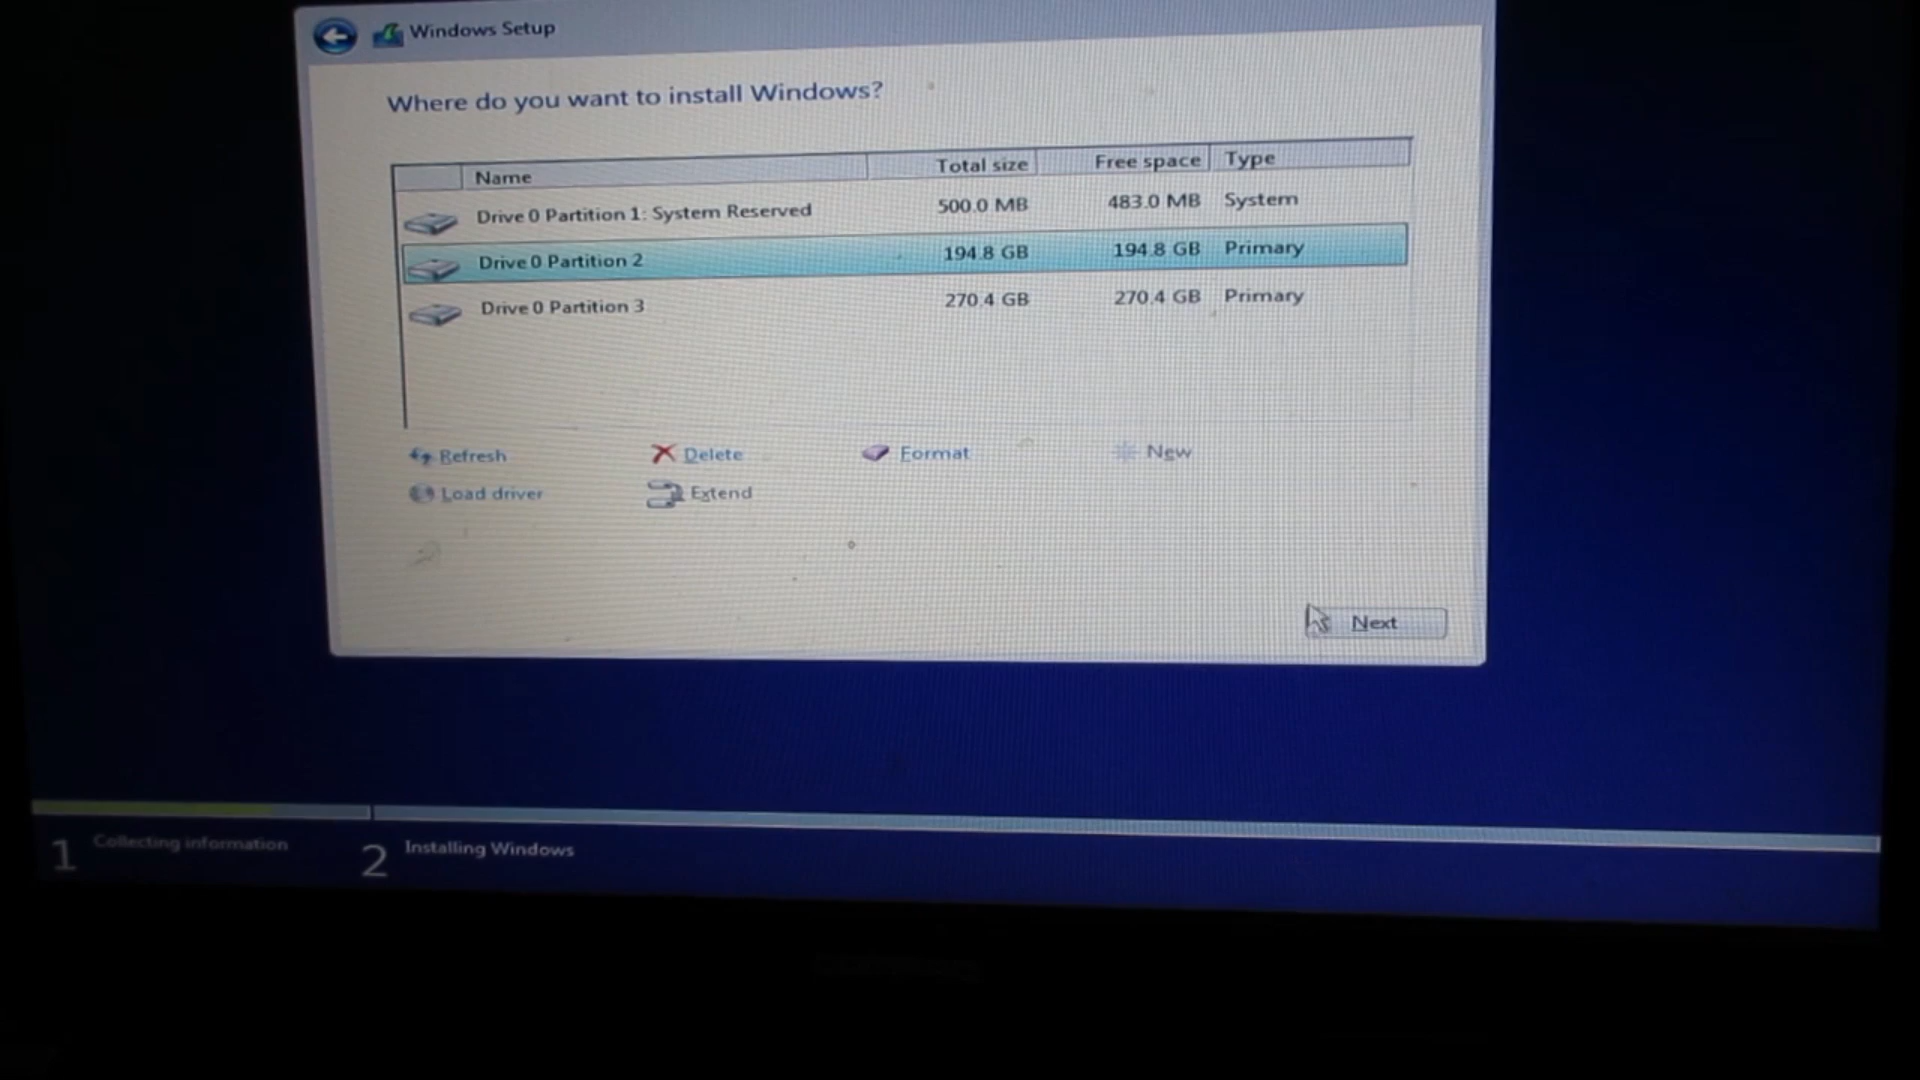 Windows Setup
Where do you want to install Windows?
Name Total size Free space Type
Drive 0 Partition 1: System Reserved 500.0 MB 483.0 MB System
Drive 0 Partition 2 194.8 GB 194.8 GB Primary
Drive 0 Partition 3 270.4 GB 270.4 GB Primary
Refresh Delete Format New
Load driver Extend
Next
1 Collecting information 2 Installing Windows